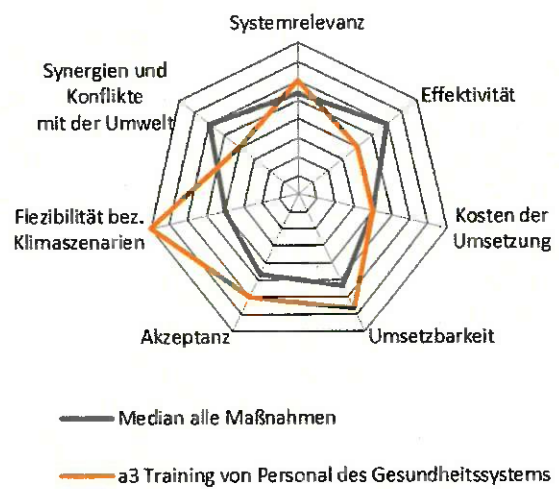 Systemrelevanz
Synergien und
Konflikte
mit der Umwelt
Effektivität
Flezibilität bez.
Klimaszenarien
Kosten der
Umsetzung
Akzeptanz
Umsetzbarkeit
Median alle Maßnahmen
a3 Training von Personal des Gesundheitssystems